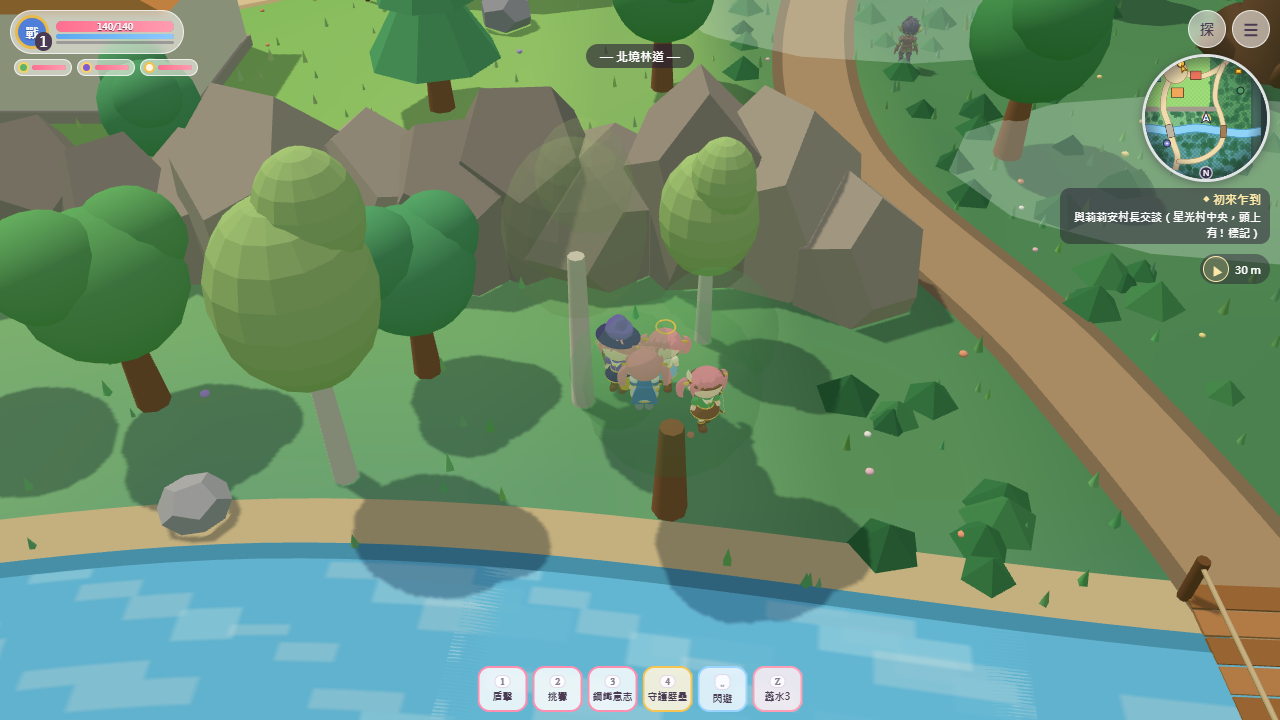 戰
1
140/140
— 北境林道 —
探
N
初來乍到
與莉莉安村長交談（星光村中央，頭上
有！標記）
30 m
1
盾擊
2
挑釁
3
鋼鐵意志
4
守護壁壘
閃避
Z
藥水3